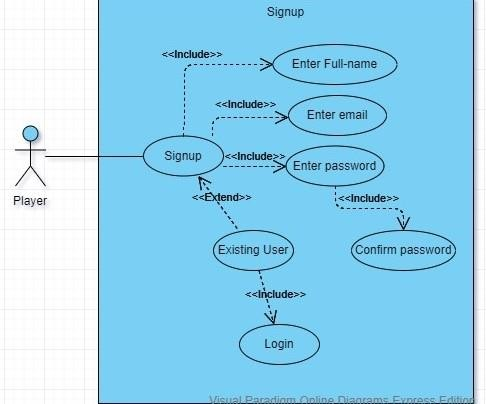 Signup
<<Include>>
Enter Full-name
<<Include>>
Enter email
Signup
<<Include>>
Enter password
Player
<<Extend>>
<<Include>>
Existing User
Confirm password
<<Include>>
Login
Visual Paradigm Online Diagrams Express Edition